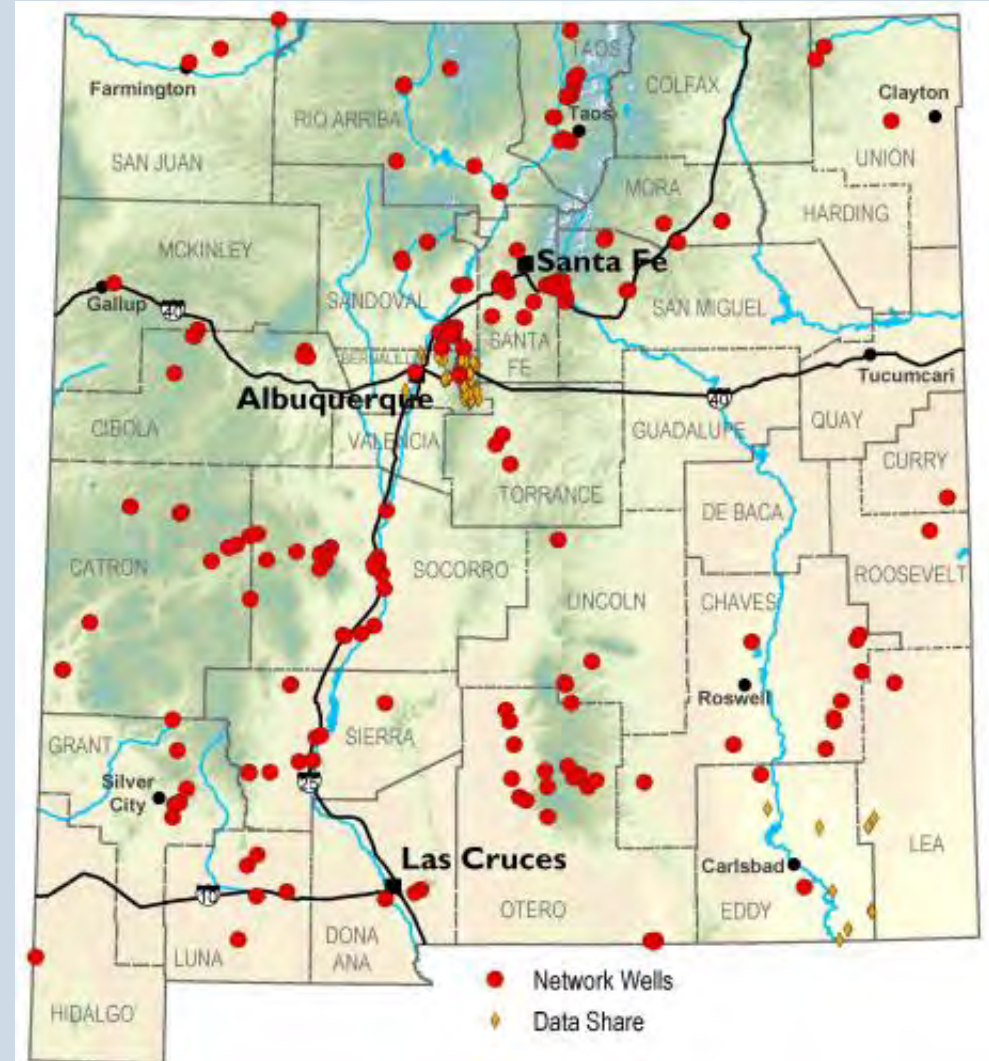 TAOS
COLFAX
Farmington
Clayton
RIO ARRIBA
Taos
SAN JUAN
UNION
MORA
HARDING
MCKINLEY
Santa Fe
Gallup
40
SANDOVAL
SAN MIGUEL
SANTA
FE
BERNALILLO
Tucumcari
Albuquerque
40
CIBOLA
VALENCIA
GUADALUPE
QUAY
CURRY
TORRANCE
DE BACA
CATRON
SOCORRO
ROOSEVELT
LINCOLN
CHAVES
Roswell
GRANT
SIERRA
Silver
City
25
LEA
Las Cruces
Carlsbad
10
OTERO
EDDY
DONA
ANA
LUNA
Network Wells
HIDALGO
Data Share